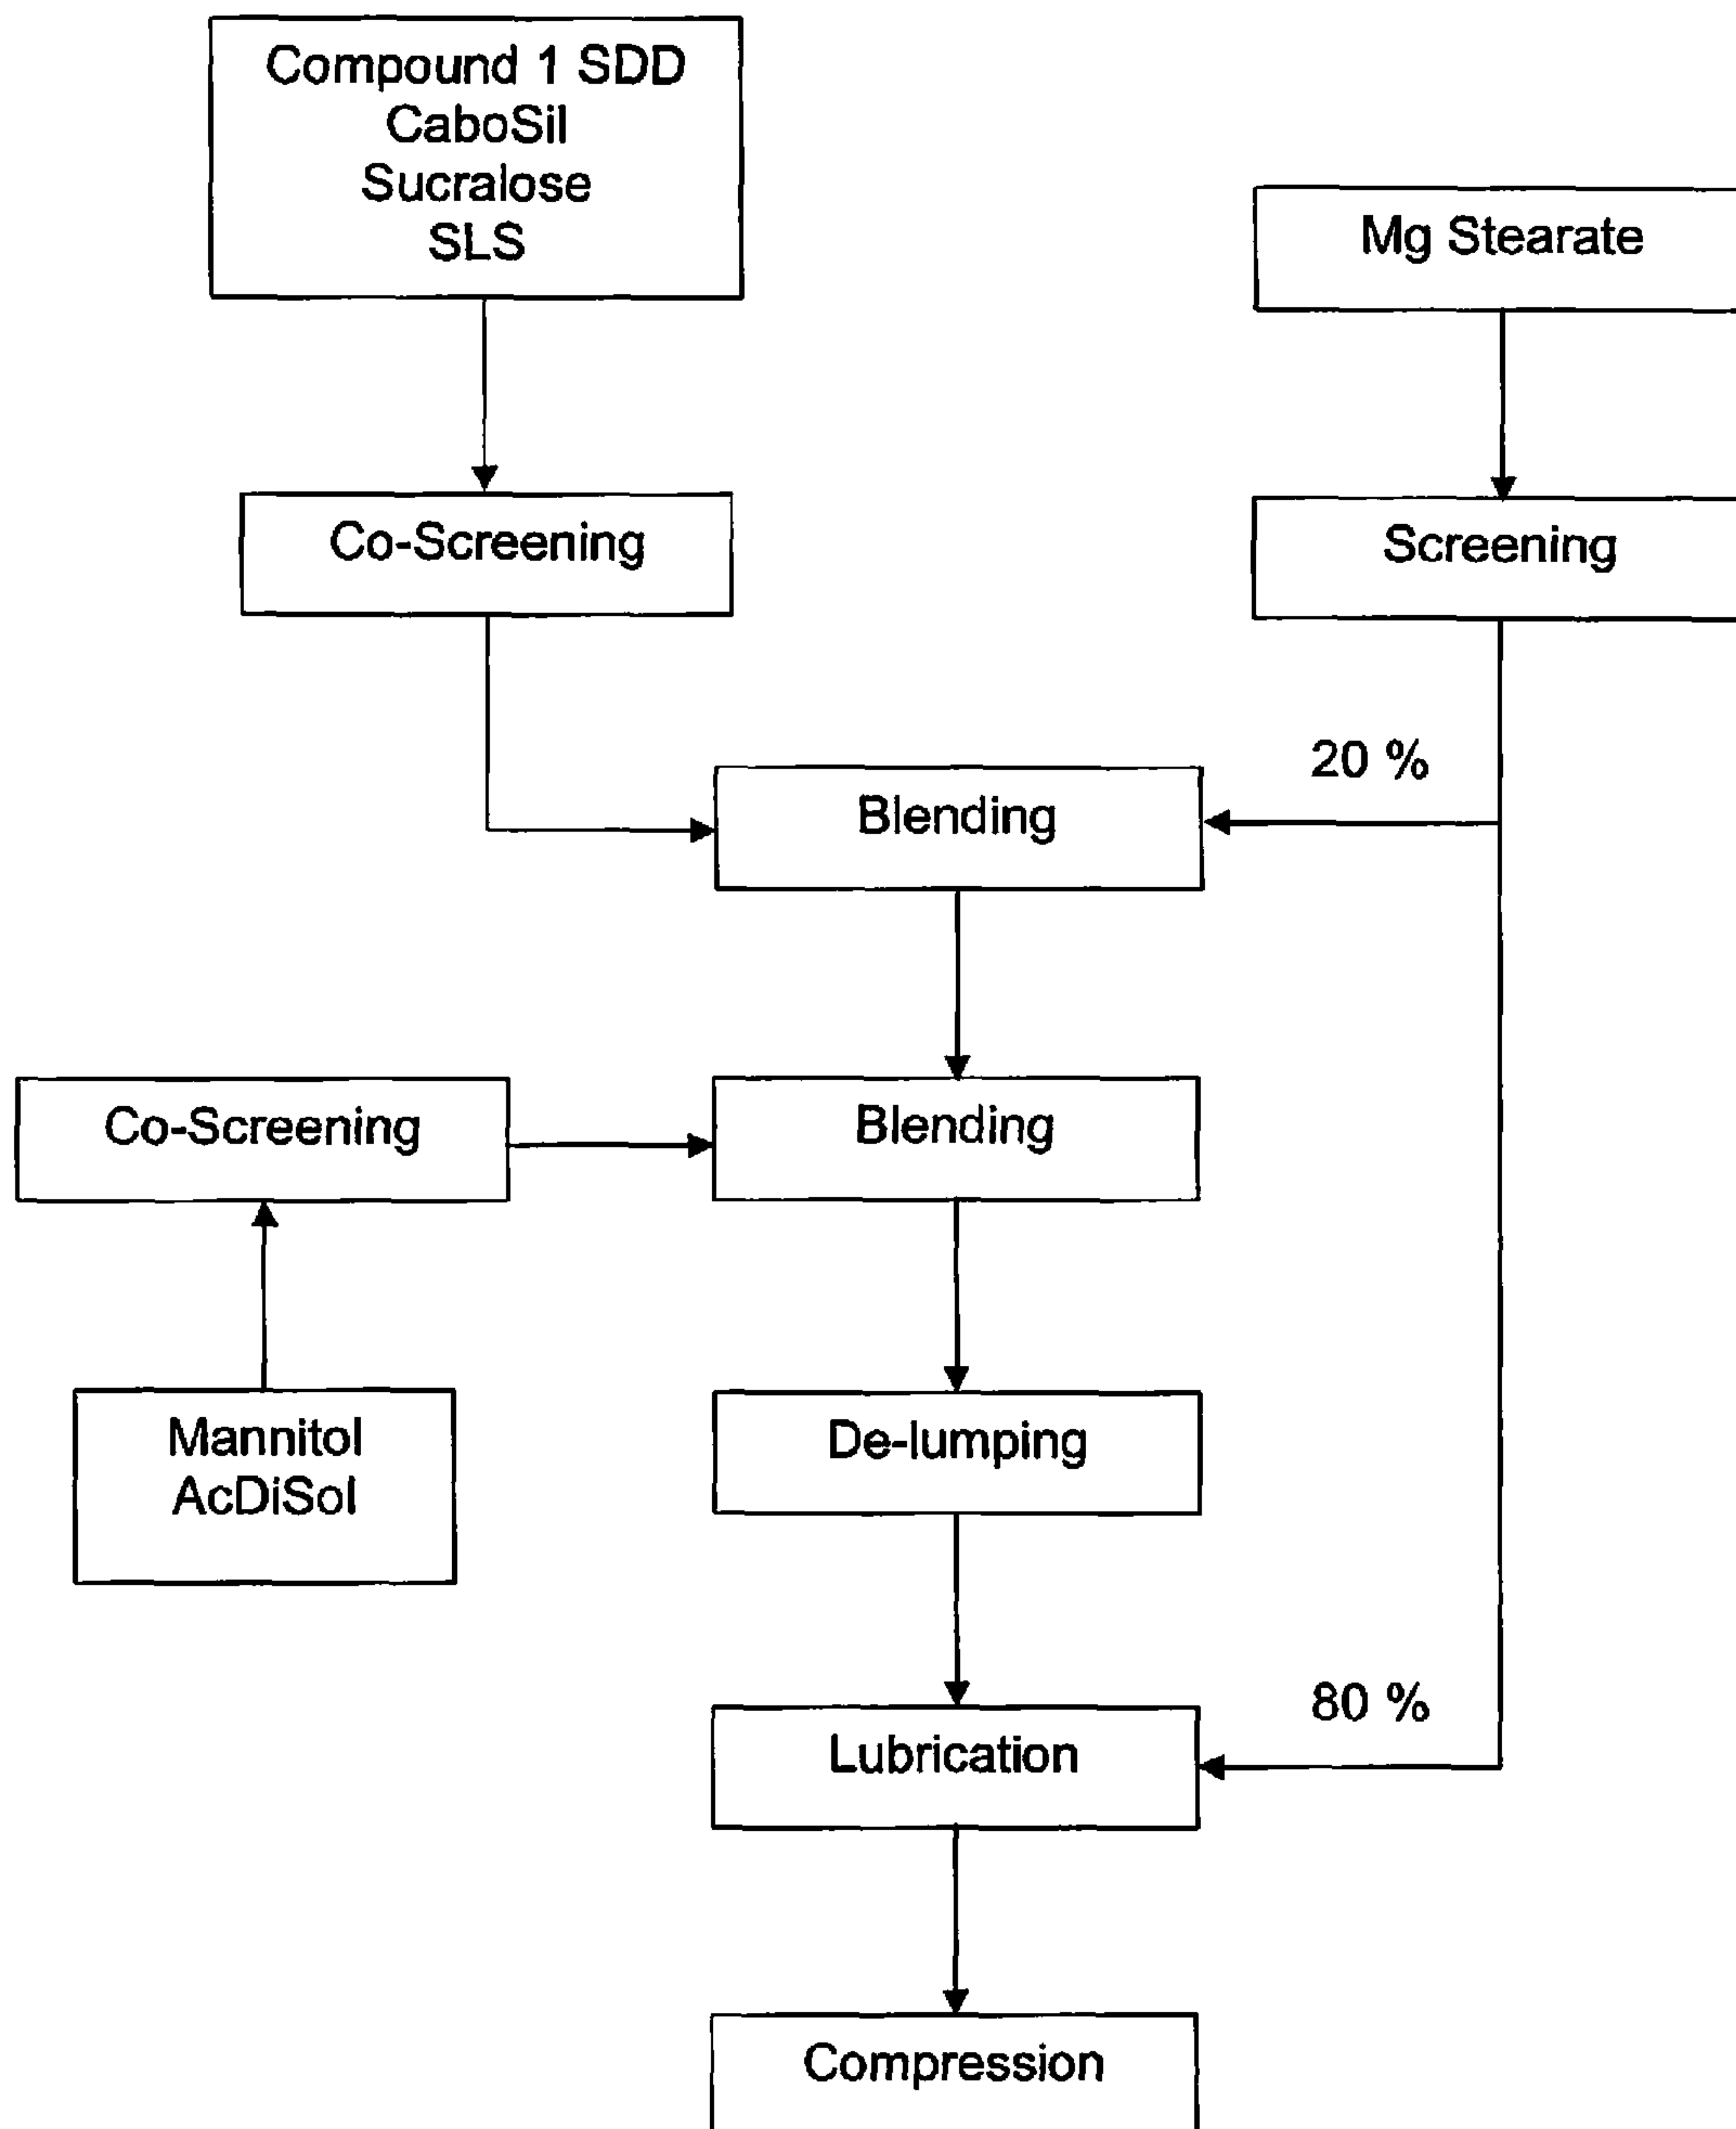 Compound 1 SDD
CaboSil
Sucralose
SLS
Mg Stearate
Co-Screening
Screening
20 %
Blending
Co-Screening
Blending
Mannitol
AcDiSol
De-lumping
80 %
Lubrication
Compression